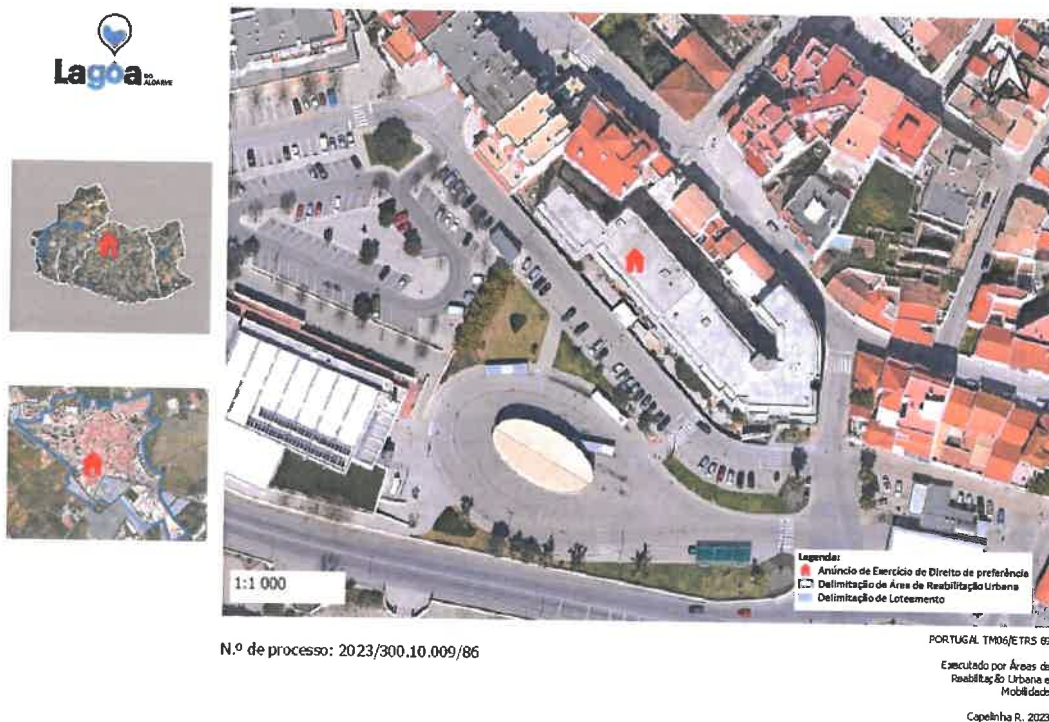 Lagoa DO
ALGARVE
1:1 000
Legenda:
Anúncio de Exercício de Direito de preferência
Delimitação de Área de Reabilitação Urbana
Delimitação de Loteamento
N.º de processo: 2023/300.10.009/86
PORTUGAL TM06/ETRS 89
Executado por Áreas de
Reabilitação Urbana e
Mobilidade
Capelinha R. 2023